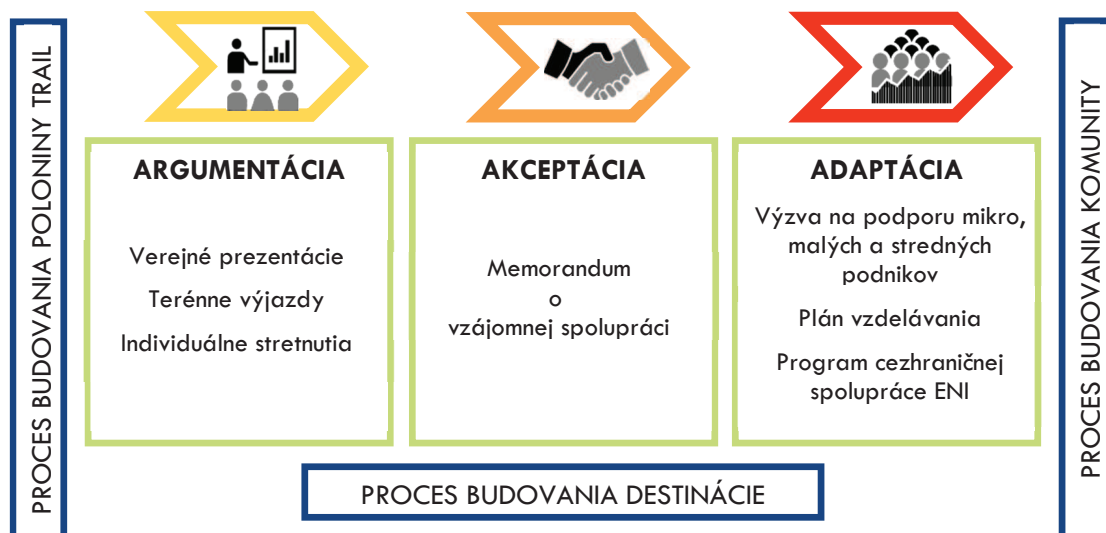 PROCES BUDOVANIA POLONINY TRAIL
ARGUMENTÁCIA
Verejné prezentácie
Terénne výjazdy
Individuálne stretnutia
AKCEPTÁCIA
Memorandum
o
vzájomnej spolupráci
ADAPTÁCIA
Výzva na podporu mikro,
malých a stredných
podnikov
Plán vzdelávania
Program cezhraničnej
spolupráce ENI
PROCES BUDOVANIA KOMUNITY
PROCES BUDOVANIA DESTINÁCIE